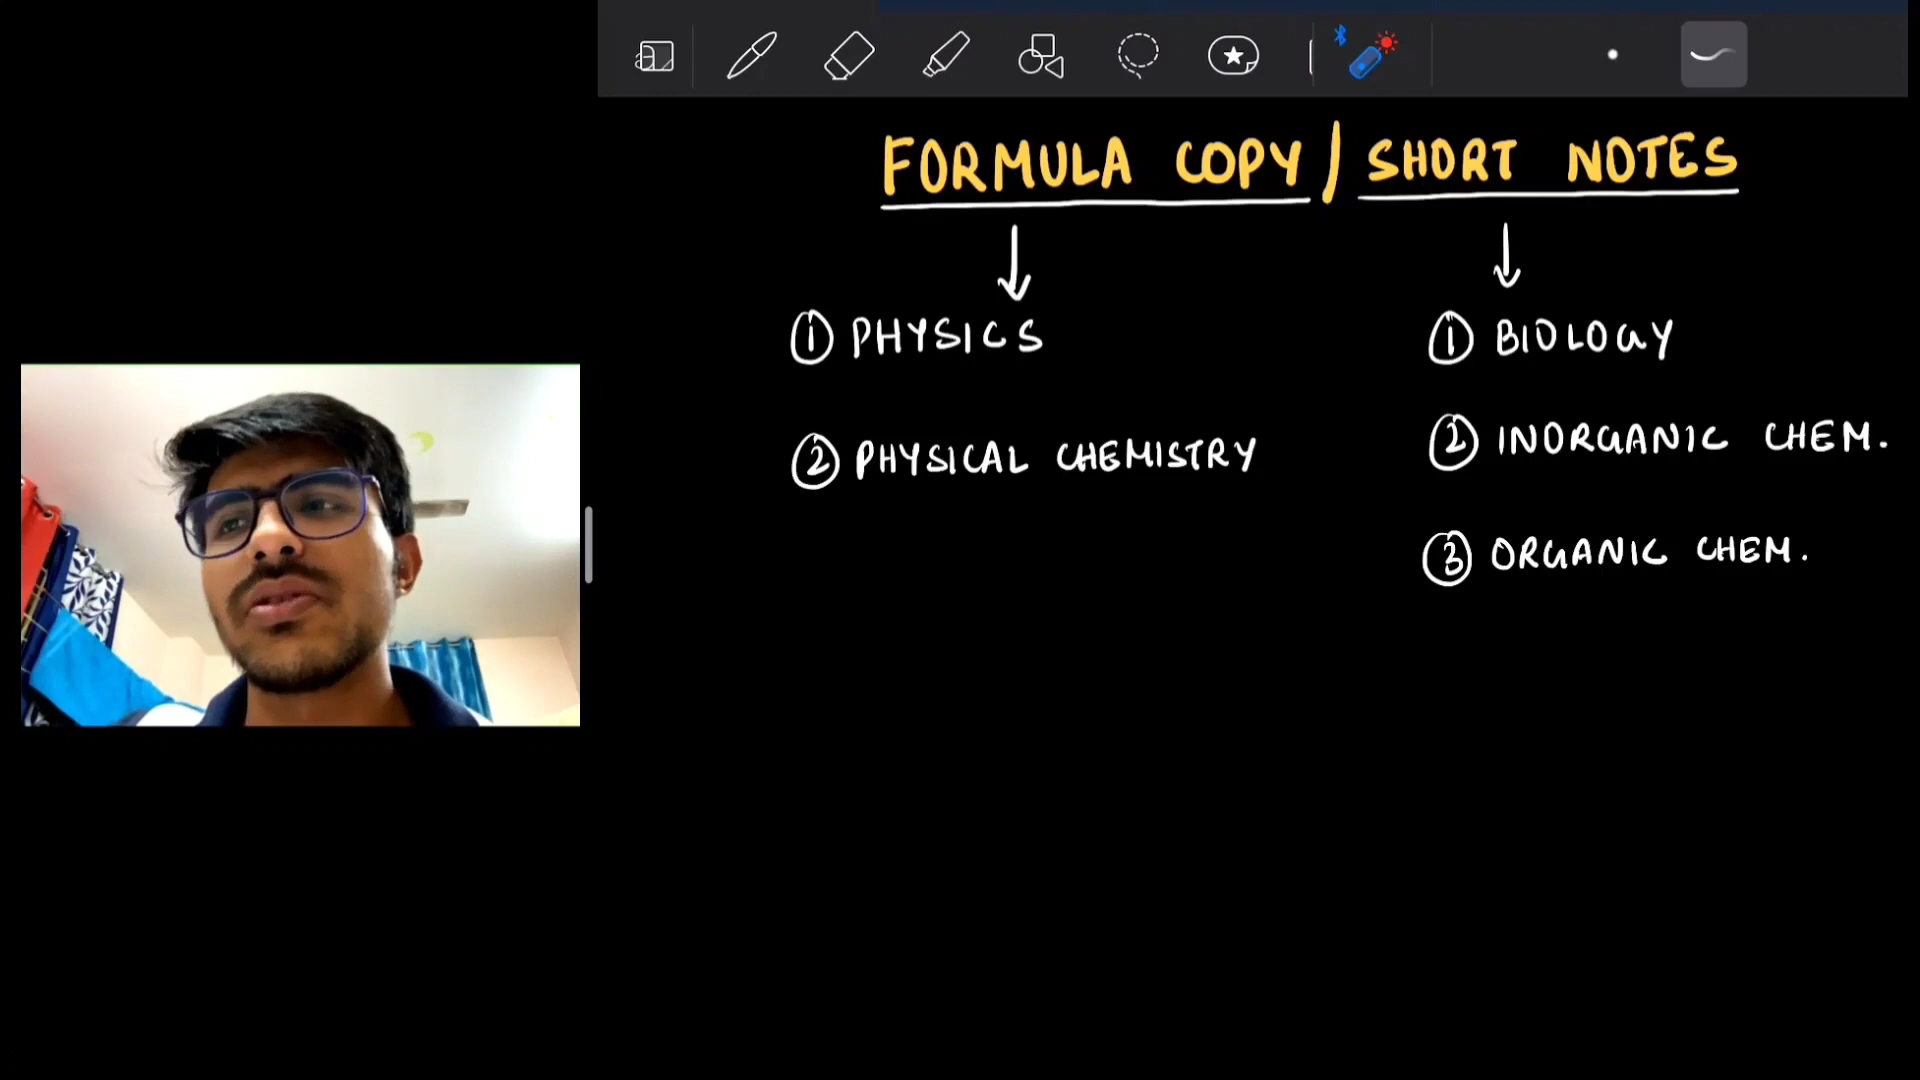 FORMULA COPY / SHORT NOTES
① PHYSICS
② PHYSICAL CHEMISTRY
① BIOLOGY
② INORGANIC CHEM.
③ ORGANIC CHEM.